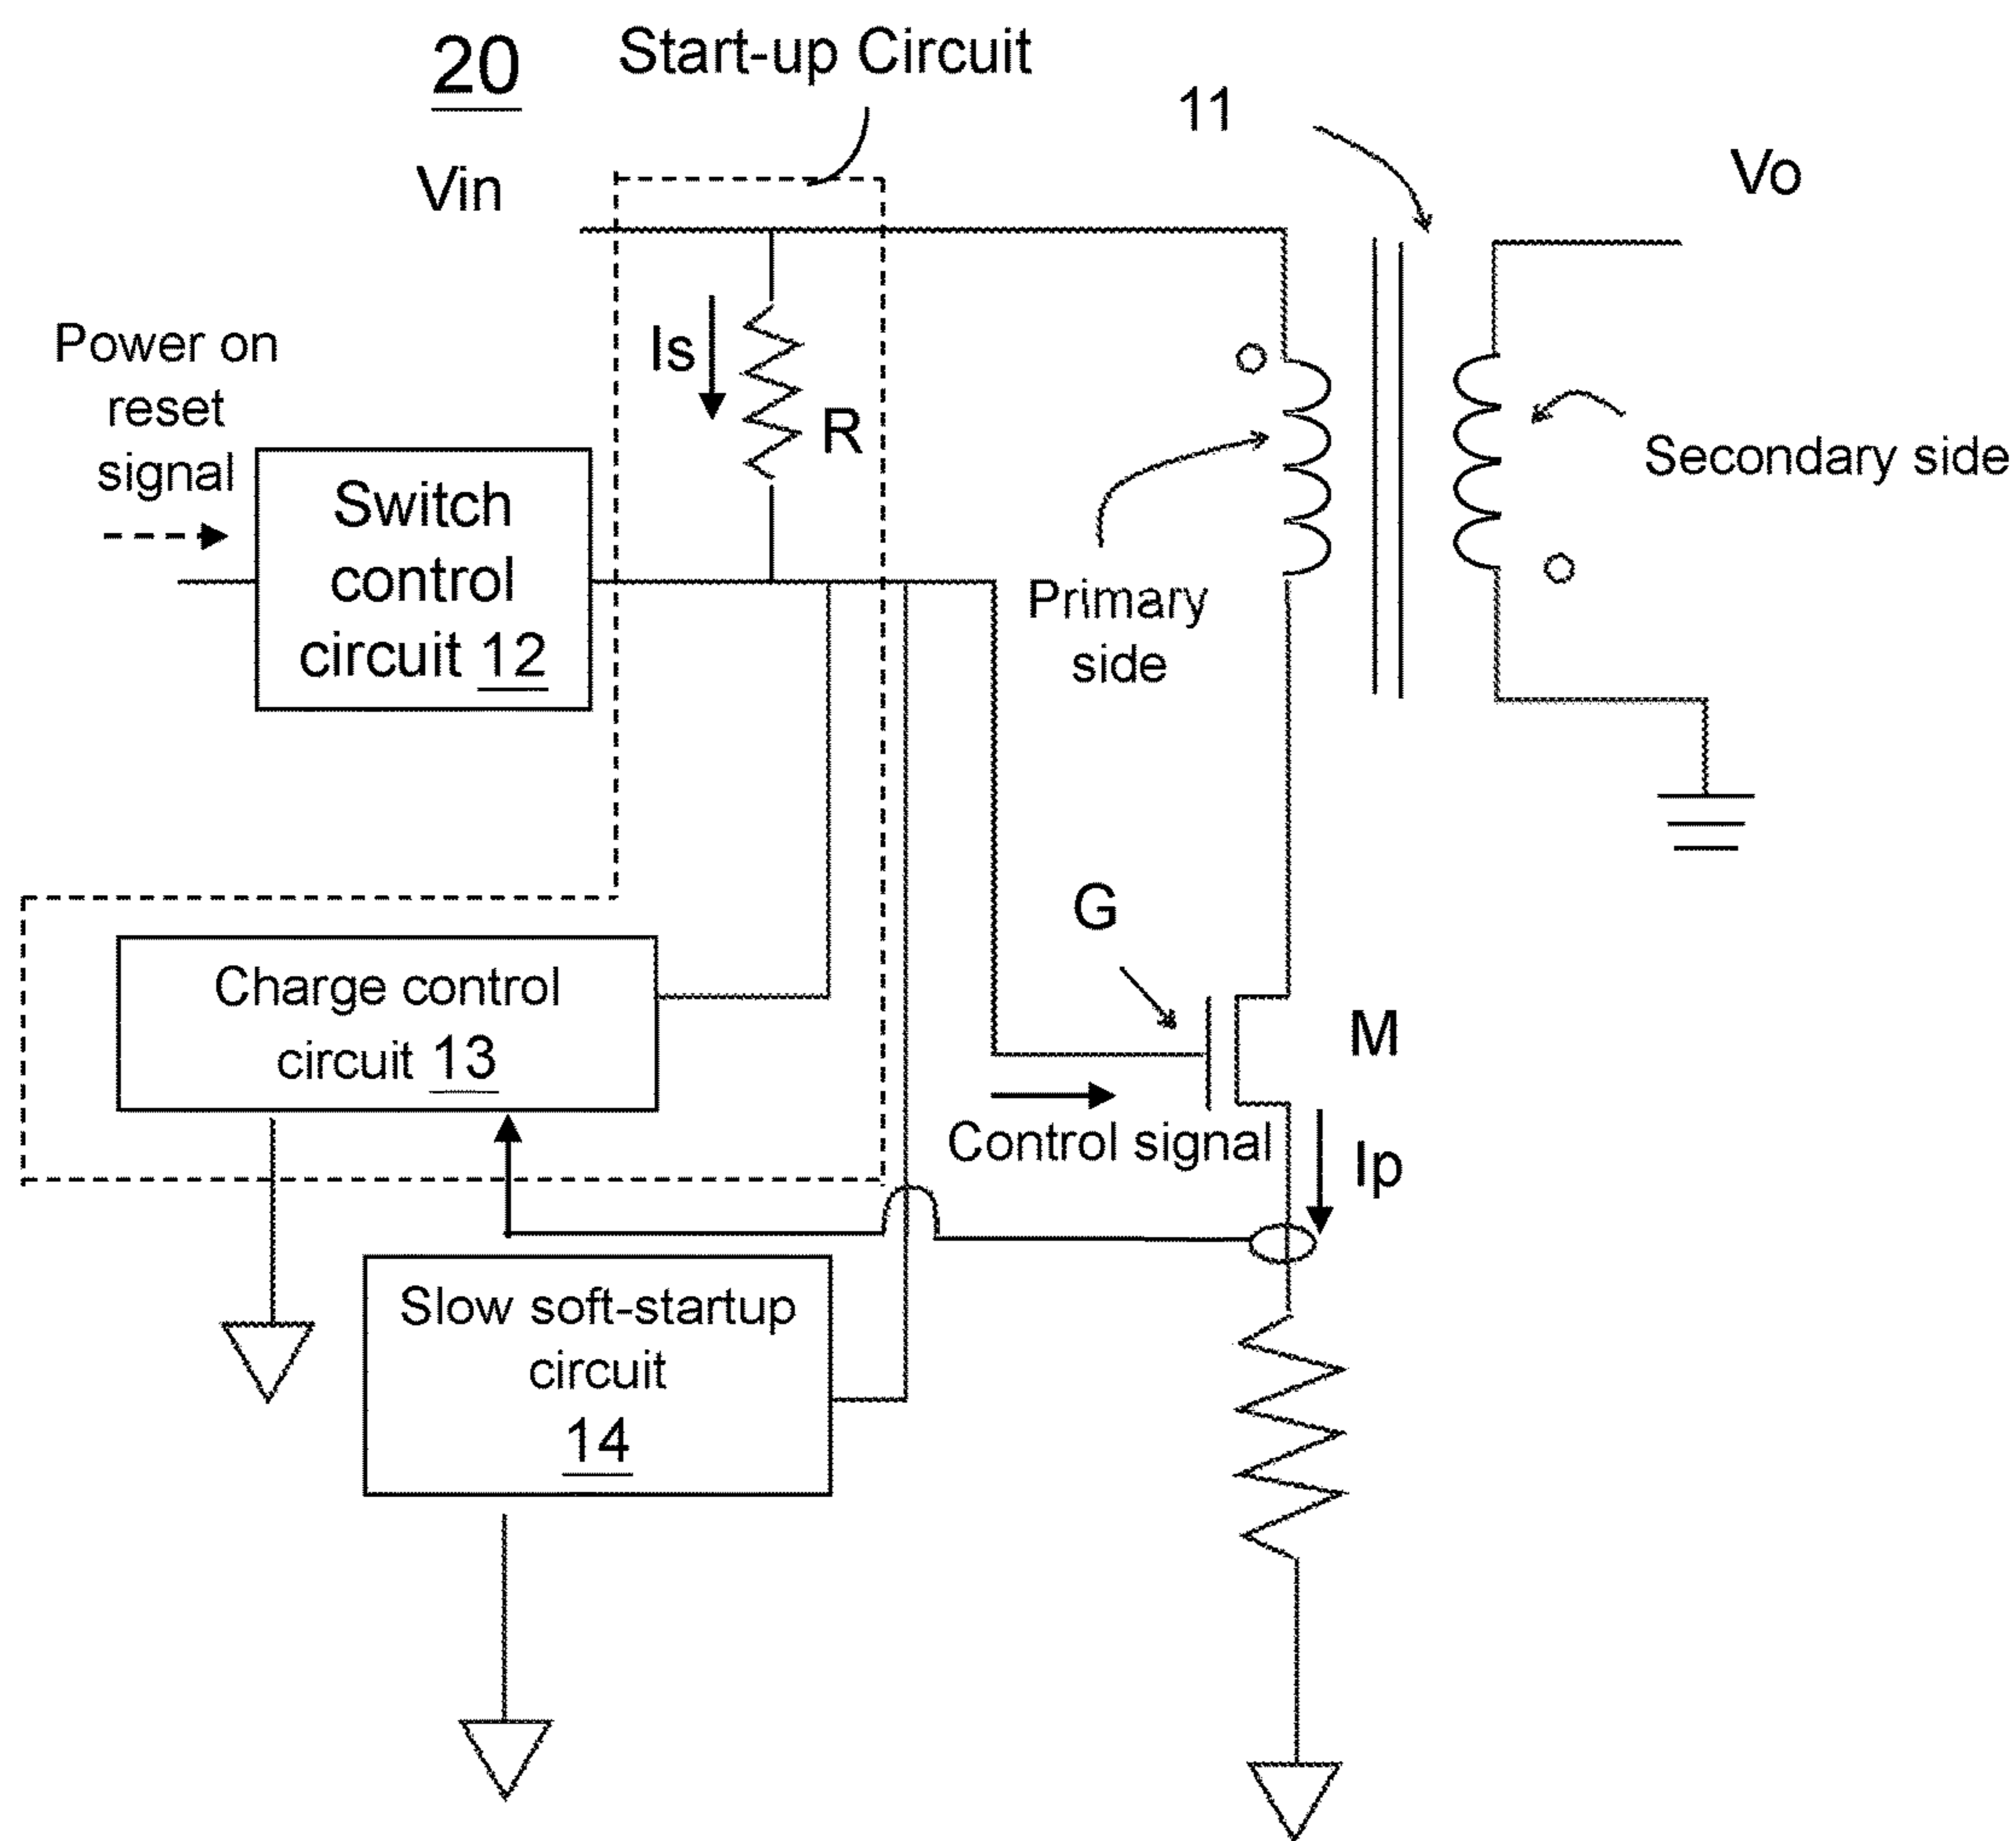 20
Start-up Circuit
11
Vin
Vo
Power on
reset
signal
Is
R
Secondary side
Switch
control
circuit 12
Primary
side
G
Charge control
circuit 13
M
Control signal
Ip
Slow soft-startup
circuit
14